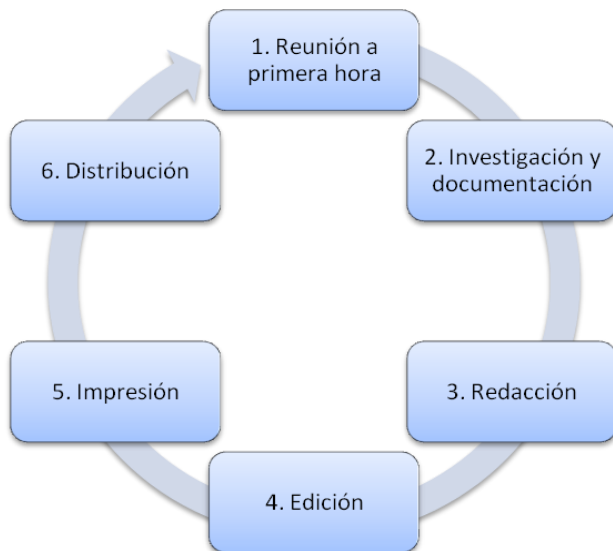 1. Reunión a
primera hora
2. Investigación y
documentación
3. Redacción
4. Edición
5. Impresión
6. Distribución